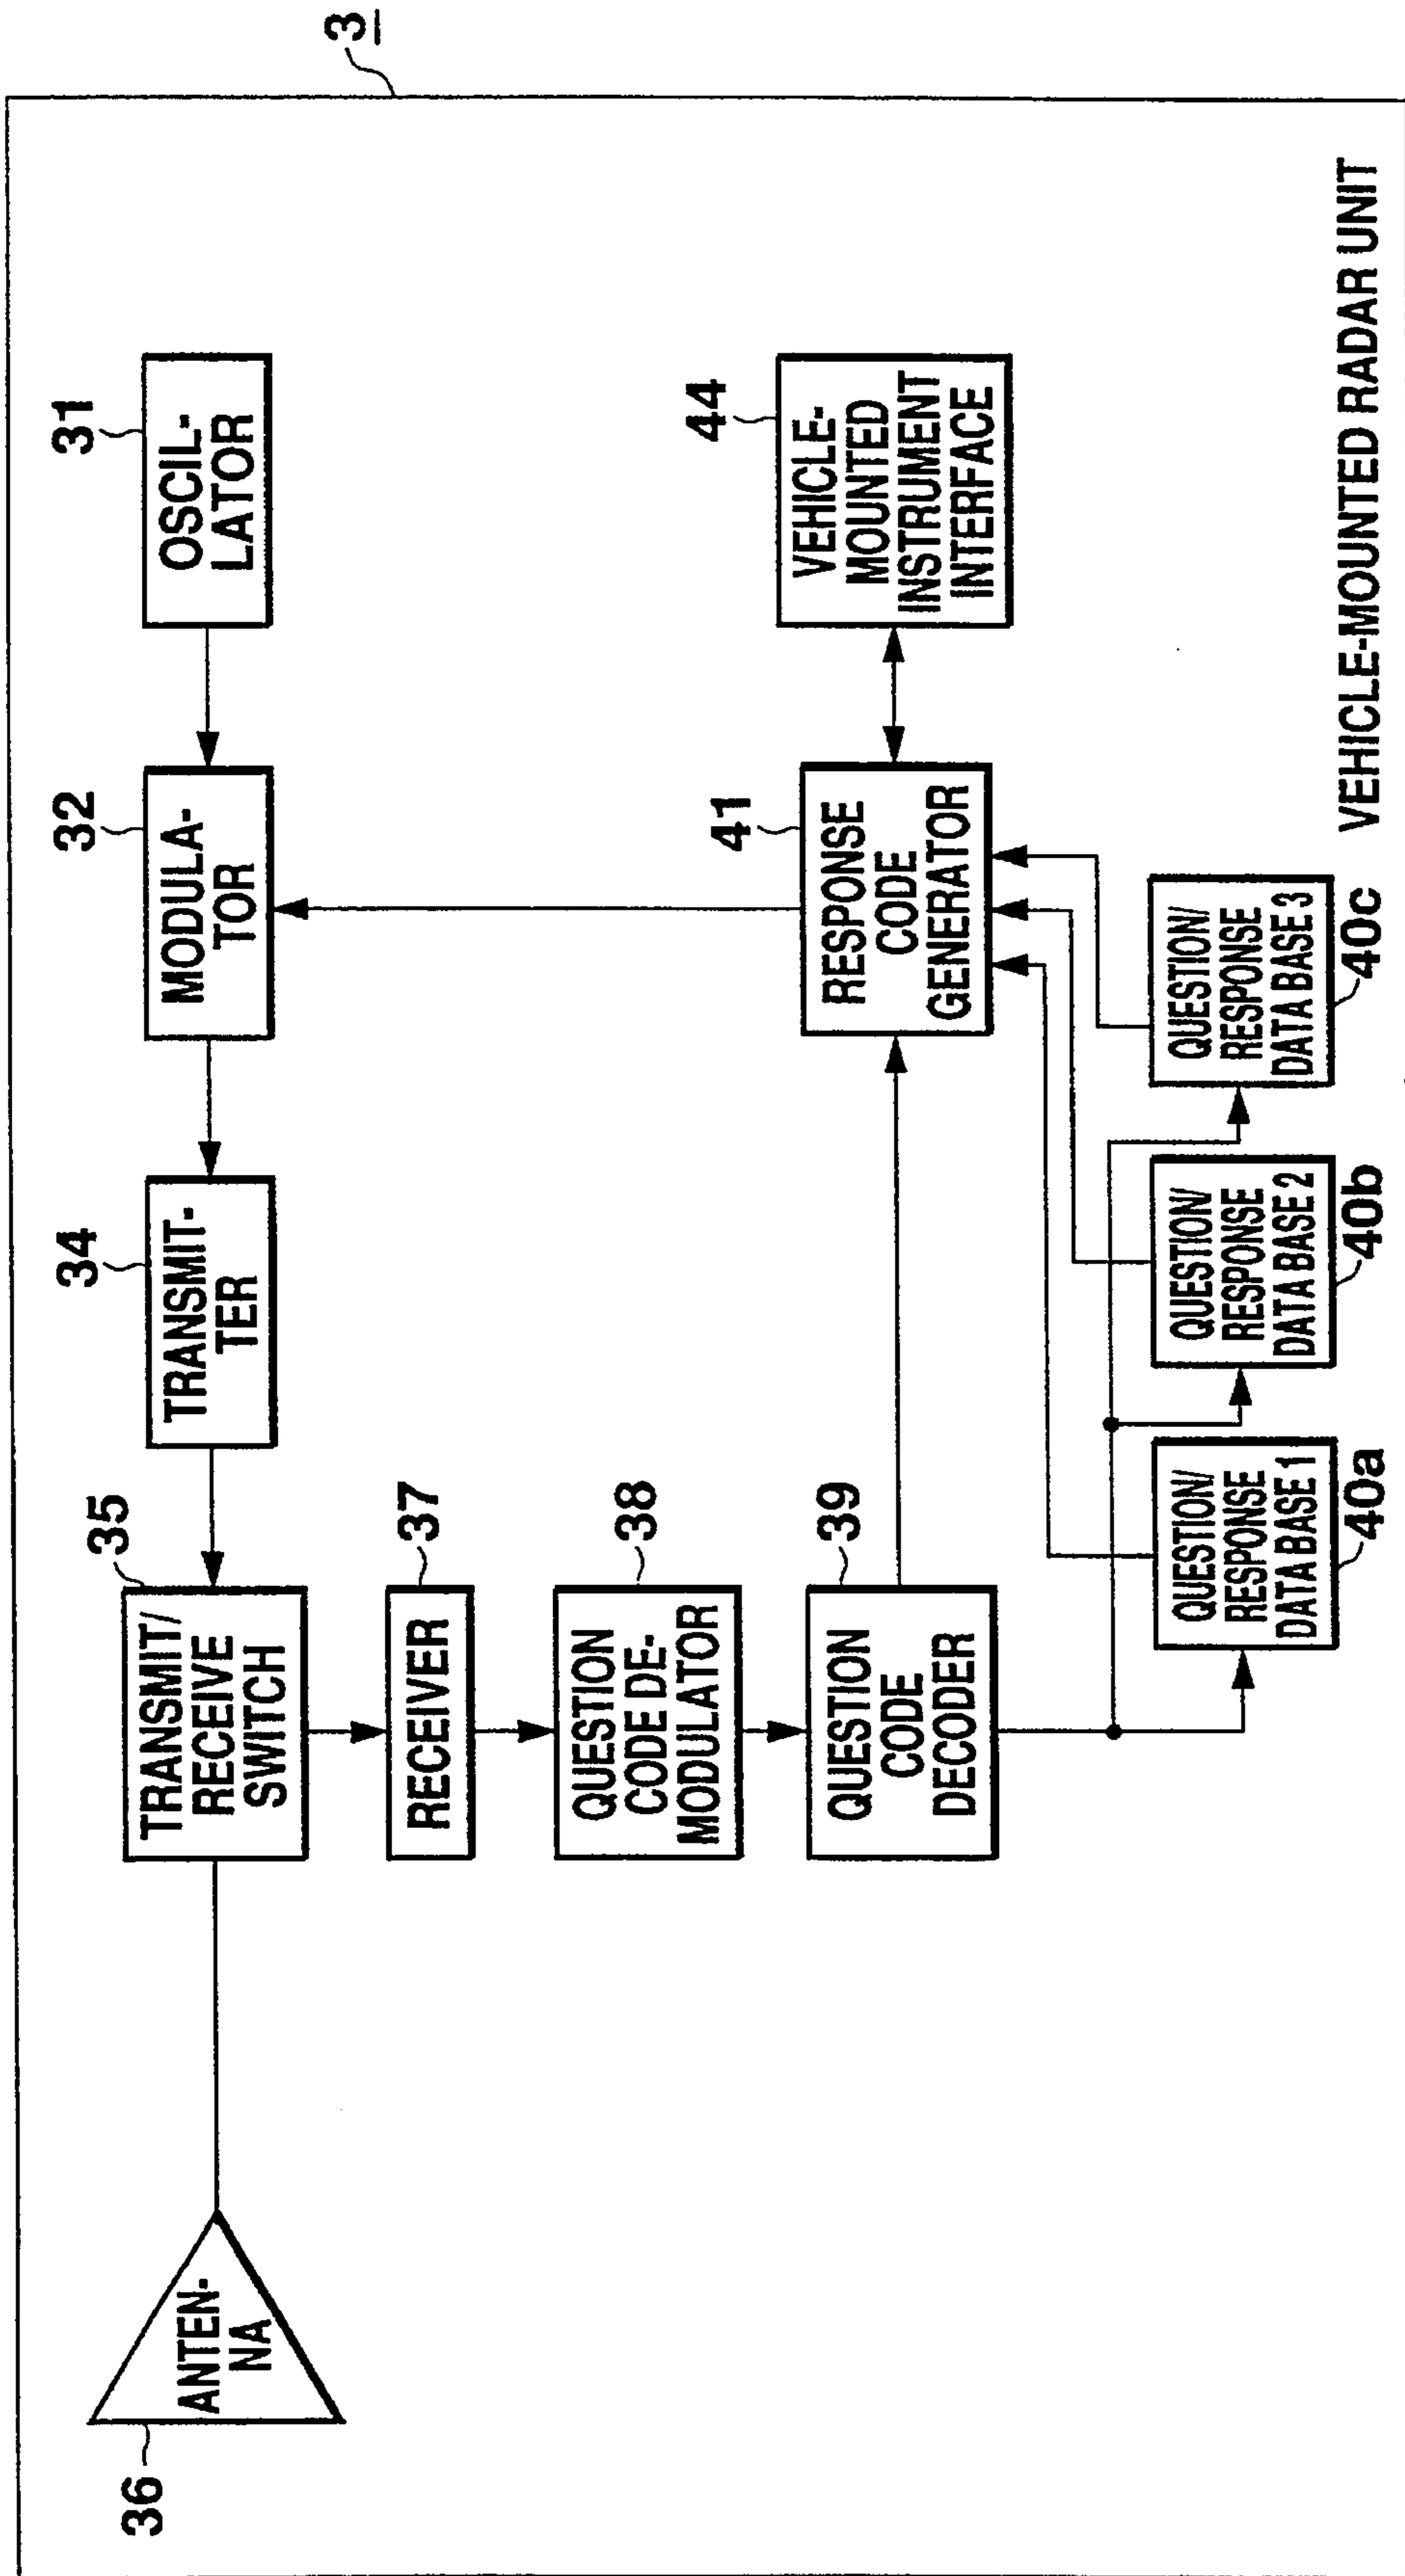 3
36
ANTEN-
NA
35
TRANSMIT/
RECEIVE
SWITCH
34
TRANSMIT-
TER
32
MODULA-
TOR
31
OSCIL-
LATOR
37
RECEIVER
38
QUESTION
CODE DE-
MODULATOR
39
QUESTION
CODE
DECODER
41
RESPONSE
CODE
GENERATOR
44
VEHICLE-
MOUNTED
INSTRUMENT
INTERFACE
QUESTION/
RESPONSE
DATA BASE 1
40a
QUESTION/
RESPONSE
DATA BASE 2
40b
QUESTION/
RESPONSE
DATA BASE 3
40c
VEHICLE-MOUNTED RADAR UNIT